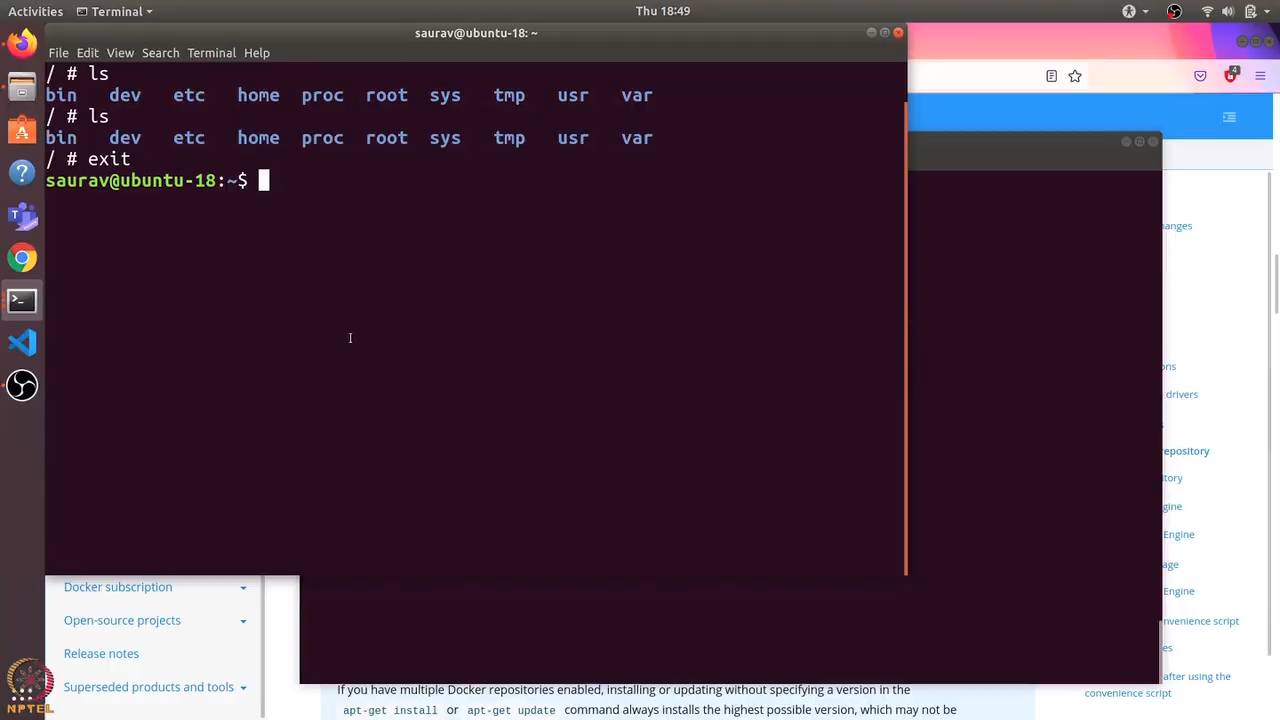 Activities Terminal Thu 18:49
saurav@ubuntu-18: ~
File Edit View Search Terminal Help
/ # ls
bin dev etc home proc root sys tmp usr var
/ # ls
bin dev etc home proc root sys tmp usr var
/ # exit
saurav@ubuntu-18:~$
4
anges
ons
drivers
repository
itory
gine
Engine
age
Engine
nvenience script
es
after using the
convenience script
Docker subscription
Open-source projects
Release notes
Superseded products and tools
If you have multiple Docker repositories enabled, installing or updating without specifying a version in the
apt-get install or apt-get update command always installs the highest possible version, which may not be
NPTEL